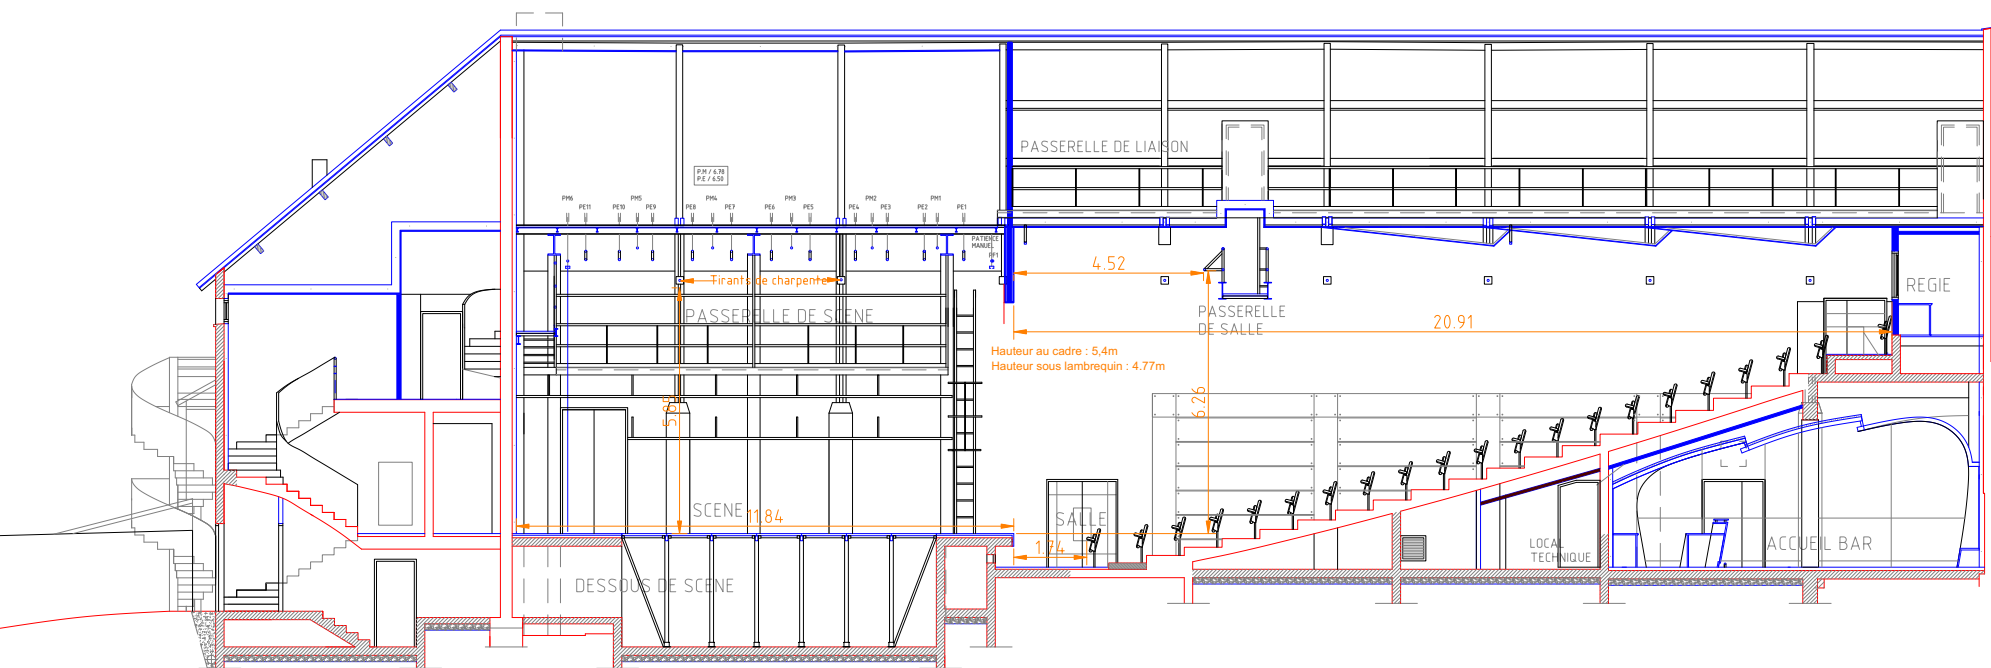 PASSERELLE DE LIAISON
P.M / 6.78
P.E / 6.50
PM6
PM5
PM4
PM3
PM2
PM1
PE11
PE10
PE9
PE8
PE7
PE6
PE5
PE4
PE3
PE2
PE1
PATIENCE
MANUEL
PF1
4.52
Tirants de charpente
REGIE
PASSERELLE DE SCENE
PASSERELLE
DE SALLE
20.91
Hauteur au cadre : 5,4m
Hauteur sous lambrequin : 4.77m
6.26
SCENE
11.84
SALLE
1.74
LOCAL
TECHNIQUE
ACCUEIL BAR
DESSOUS DE SCENE